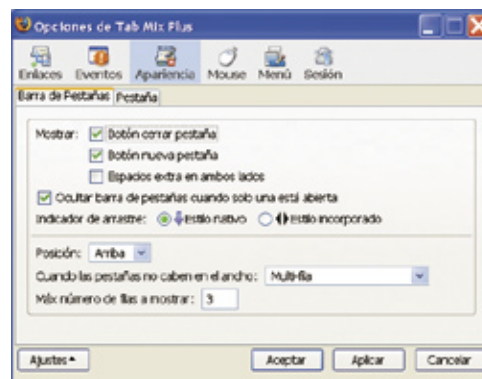 Opciones de Tab Mix Plus
Enlaces Eventos Apariencia Mouse Menú Sesión
Barra de Pestañas Pestaña
Mostrar: Botón cerrar pestaña
Botón nueva pestaña
Espacios extra en ambos lados
Ocultar barra de pestañas cuando solo una está abierta
Indicador de arrastre: Estilo nativo Estilo incorporado
Posición: Arriba
Cuando las pestañas no caben en el ancho: Multi-fila
Máx número de filas a mostrar: 3
Ajustes Aceptar Aplicar Cancelar